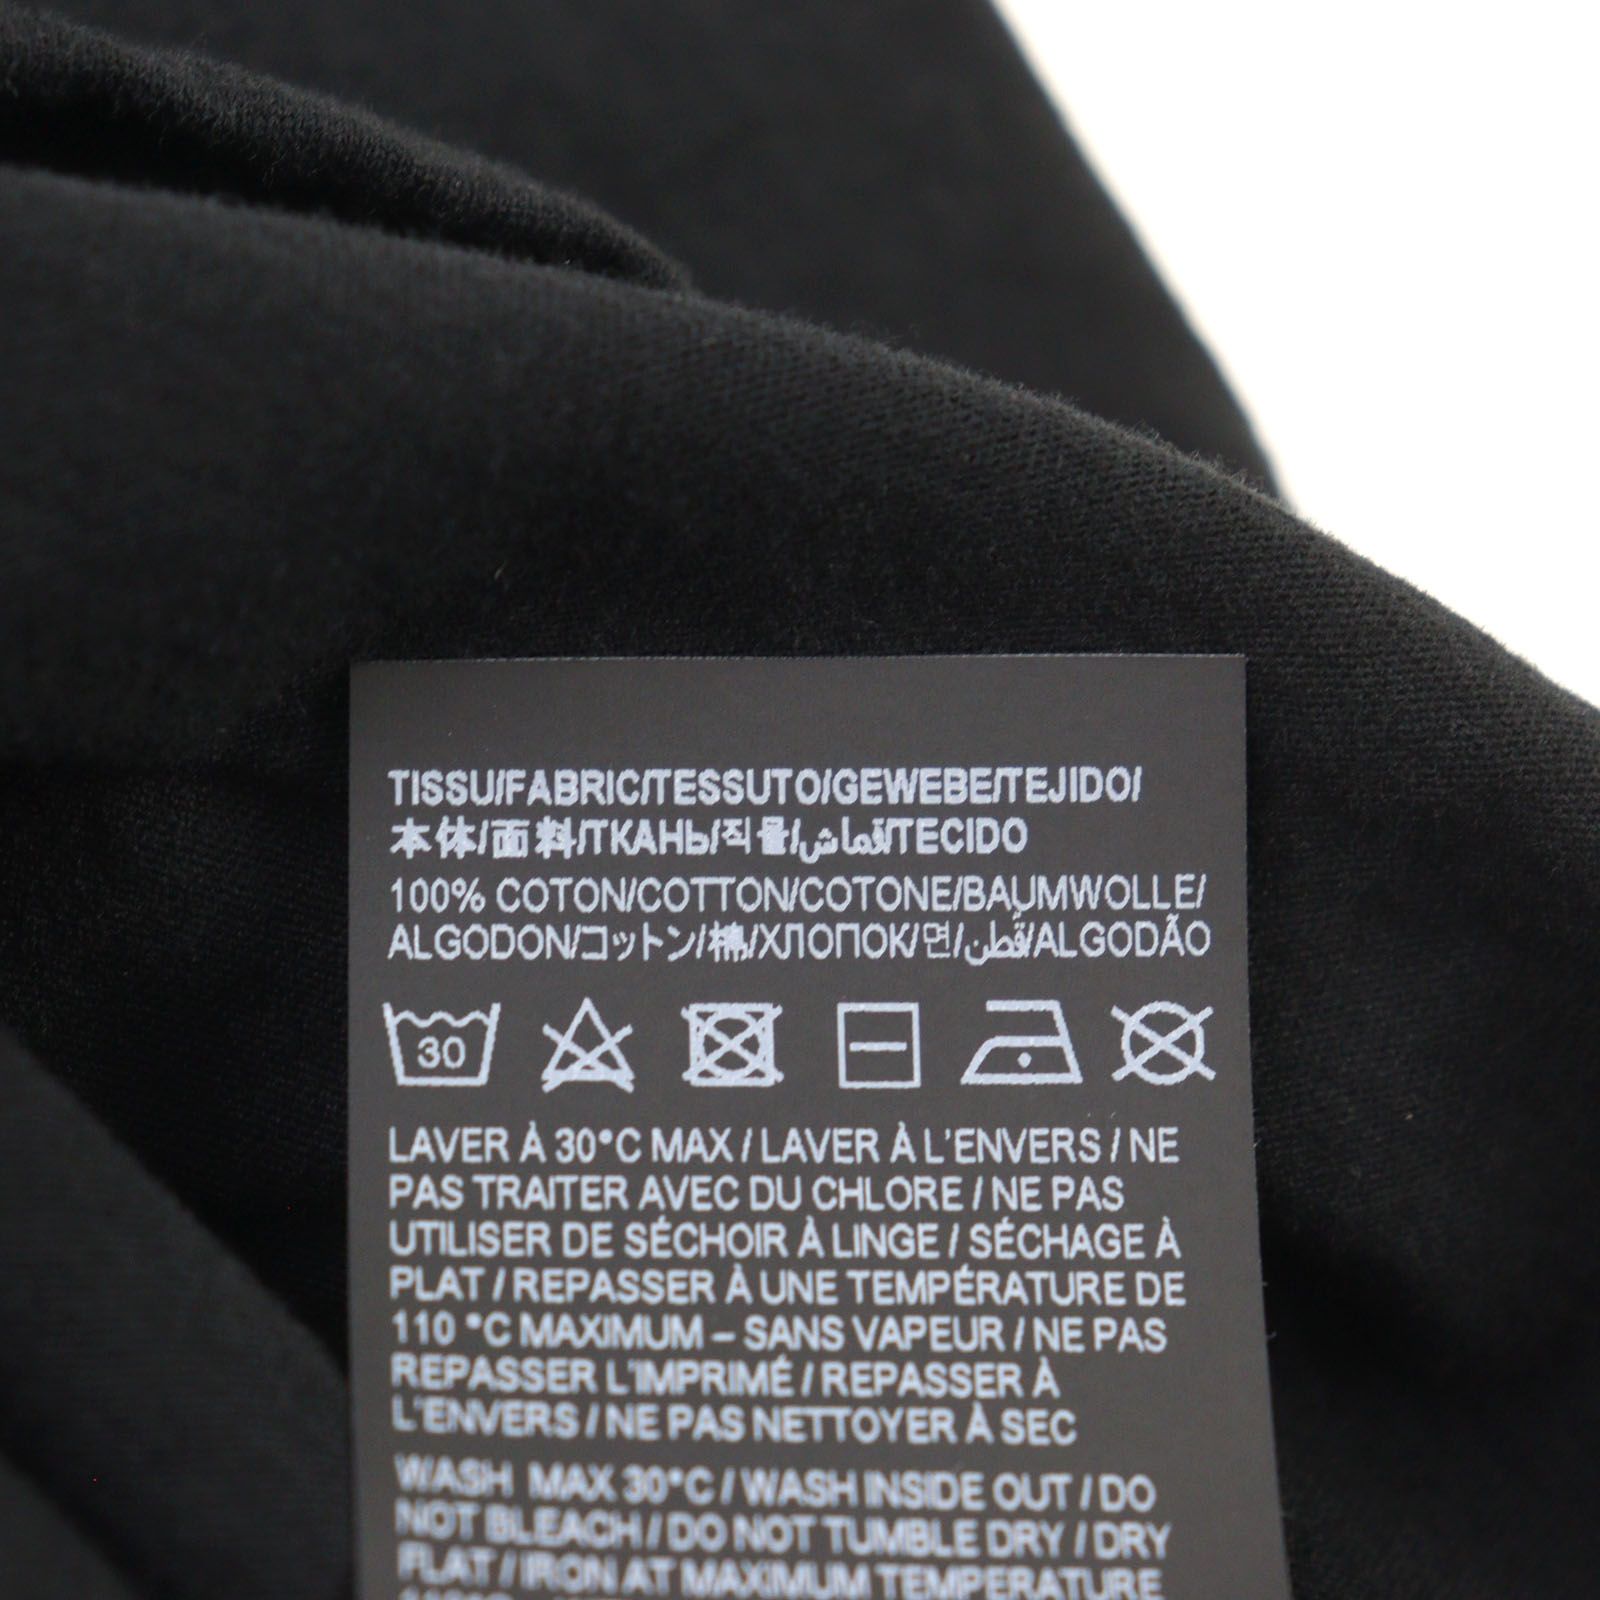 TISSU/FABRIC/TESSUTO/GEWEBE/TEJIDO/
本体/面料/ТКАНЬ/직물/قماش/TECIDO
100% COTON/COTTON/COTONE/BAUMWOLLE/
ALGODON/コットン/棉/ХЛОПОК/면/قطن/ALGODÃO
30
LAVER À 30°C MAX / LAVER À L'ENVERS / NE
PAS TRAITER AVEC DU CHLORE / NE PAS
UTILISER DE SÉCHOIR À LINGE / SÉCHAGE À
PLAT / REPASSER À UNE TEMPÉRATURE DE
110 °C MAXIMUM – SANS VAPEUR / NE PAS
REPASSER L'IMPRIMÉ / REPASSER À
L'ENVERS / NE PAS NETTOYER À SEC
WASH MAX 30°C / WASH INSIDE OUT / DO
NOT BLEACH / DO NOT TUMBLE DRY / DRY
FLAT / IRON AT MAXIMUM TEMPERATURE